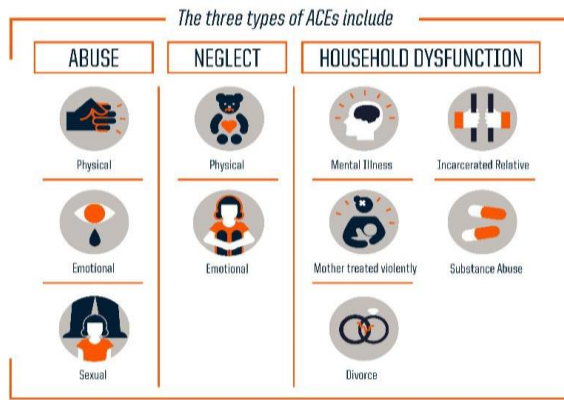 The three types of ACEs include
ABUSE
NEGLECT
HOUSEHOLD DYSFUNCTION
Physical
Physical
Mental Illness
Incarcerated Relative
Emotional
Emotional
Mother treated violently
Substance Abuse
Sexual
Divorce